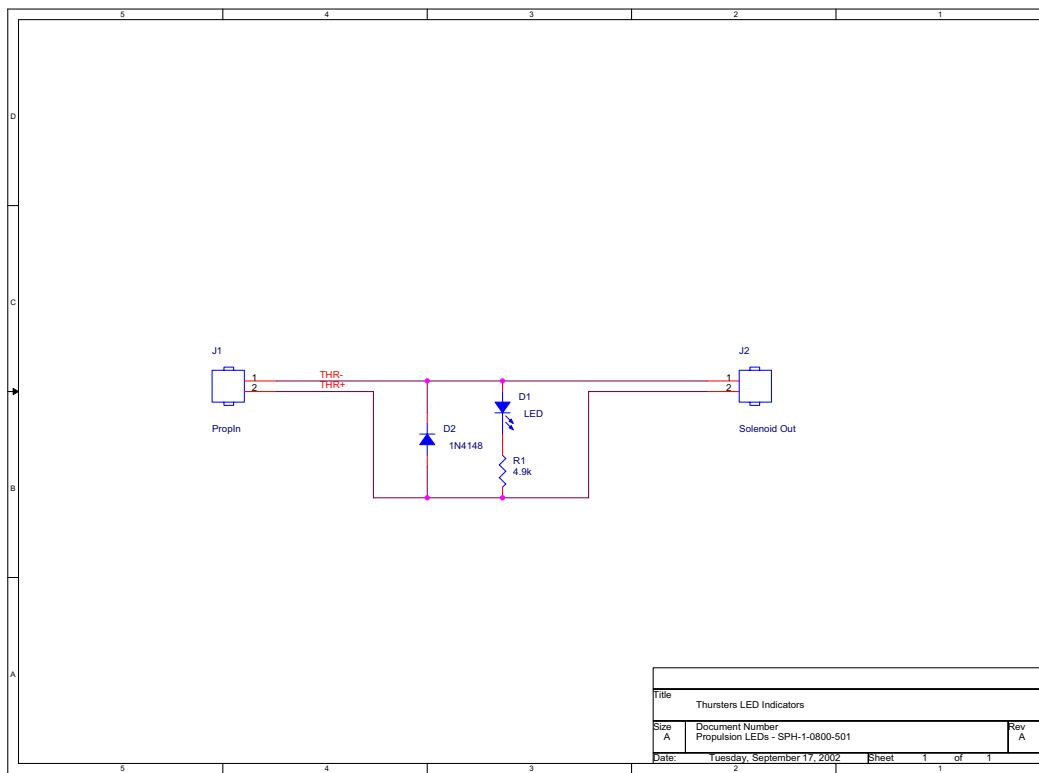 5 4 3 2 1
D
C
B
A
J1
J2
1
2
THR-
THR+
1
2
D1
LED
PropIn
D2
1N4148
Solenoid Out
R1
4.9k
Title
Thursters LED Indicators
Size Document Number Rev
A Propulsion LEDs - SPH-1-0800-501 A
Date: Tuesday, September 17, 2002 Sheet 1 of 1
5 4 3 2 1